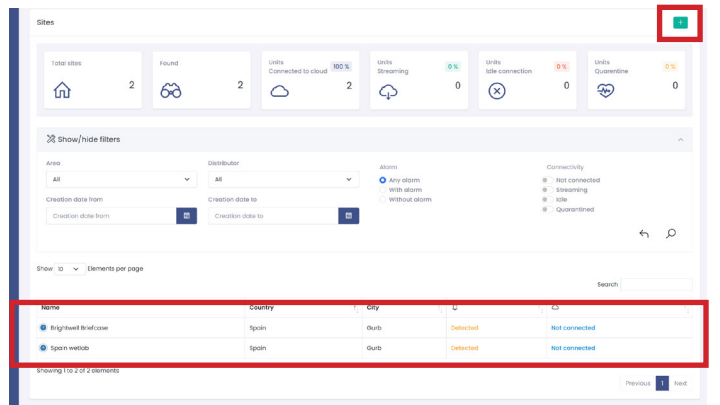 Sites
+
Total sites
2
Found
2
Units
Connected to cloud
100 %
2
Units
Streaming
0 %
0
Units
Idle connection
0 %
0
Units
Quarentine
0 %
0
Show/hide filters
Area
All
Distributor
All
Alarm
Any alarm
With alarm
Without alarm
Connectivity
Not connected
Streaming
Idle
Quarantined
Creation date from
Creation date from
Creation date to
Creation date to
Show 10 Elements per page
Search
Name Country City
Brightwell Briefcase Spain Gurb Detected Not connected
Spain wetlab Spain Gurb Detected Not connected
Showing 1 to 2 of 2 elements
Previous 1 Next